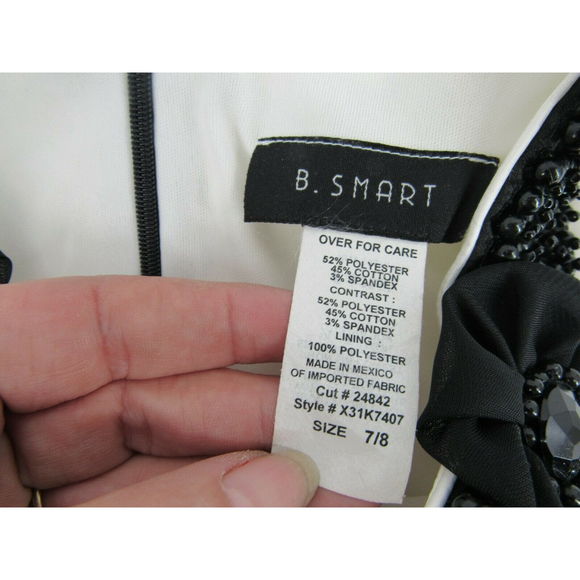 B. SMART
OVER FOR CARE
52% POLYESTER
45% COTTON
3% SPANDEX
CONTRAST :
52% POLYESTER
45% COTTON
3% SPANDEX
LINING :
100% POLYESTER
MADE IN MEXICO
OF IMPORTED FABRIC
Cut # 24842
Style # X31K7407
SIZE 7/8